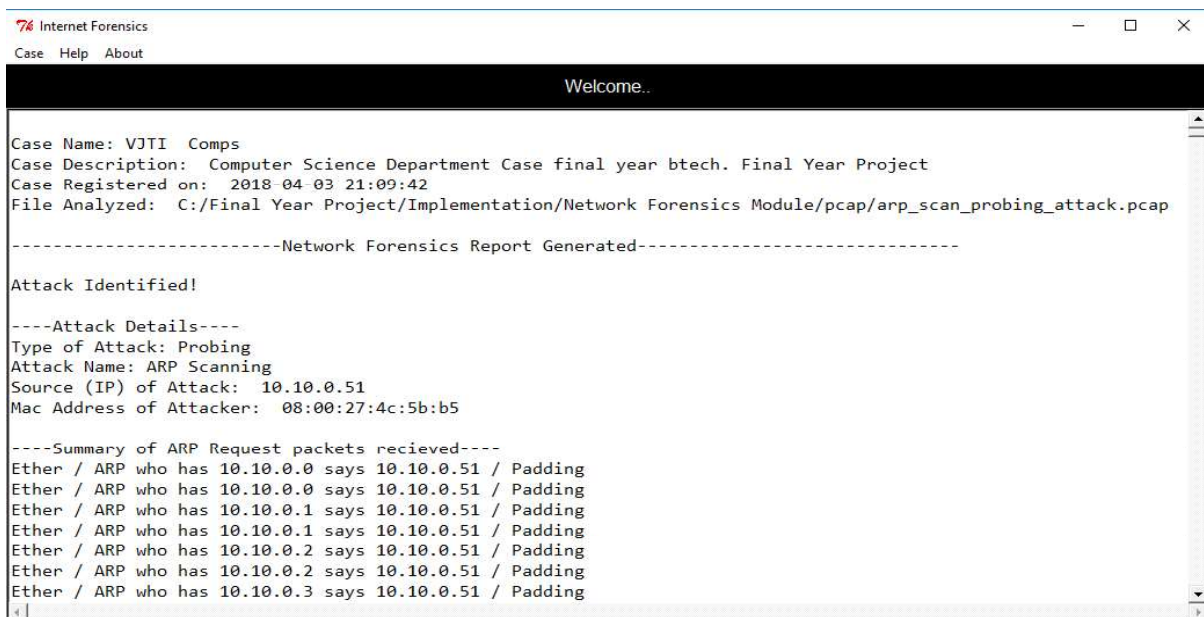 Internet Forensics
Case Help About
Welcome..
Case Name: VJTI  Comps
Case Description:  Computer Science Department Case final year btech. Final Year Project
Case Registered on:  2018-04-03 21:09:42
File Analyzed:  C:/Final Year Project/Implementation/Network Forensics Module/pcap/arp_scan_probing_attack.pcap
--------------------------Network Forensics Report Generated-------------------------------
Attack Identified!
----Attack Details----
Type of Attack: Probing
Attack Name: ARP Scanning
Source (IP) of Attack:  10.10.0.51
Mac Address of Attacker:  08:00:27:4c:5b:b5
----Summary of ARP Request packets recieved----
Ether / ARP who has 10.10.0.0 says 10.10.0.51 / Padding
Ether / ARP who has 10.10.0.0 says 10.10.0.51 / Padding
Ether / ARP who has 10.10.0.1 says 10.10.0.51 / Padding
Ether / ARP who has 10.10.0.1 says 10.10.0.51 / Padding
Ether / ARP who has 10.10.0.2 says 10.10.0.51 / Padding
Ether / ARP who has 10.10.0.2 says 10.10.0.51 / Padding
Ether / ARP who has 10.10.0.3 says 10.10.0.51 / Padding